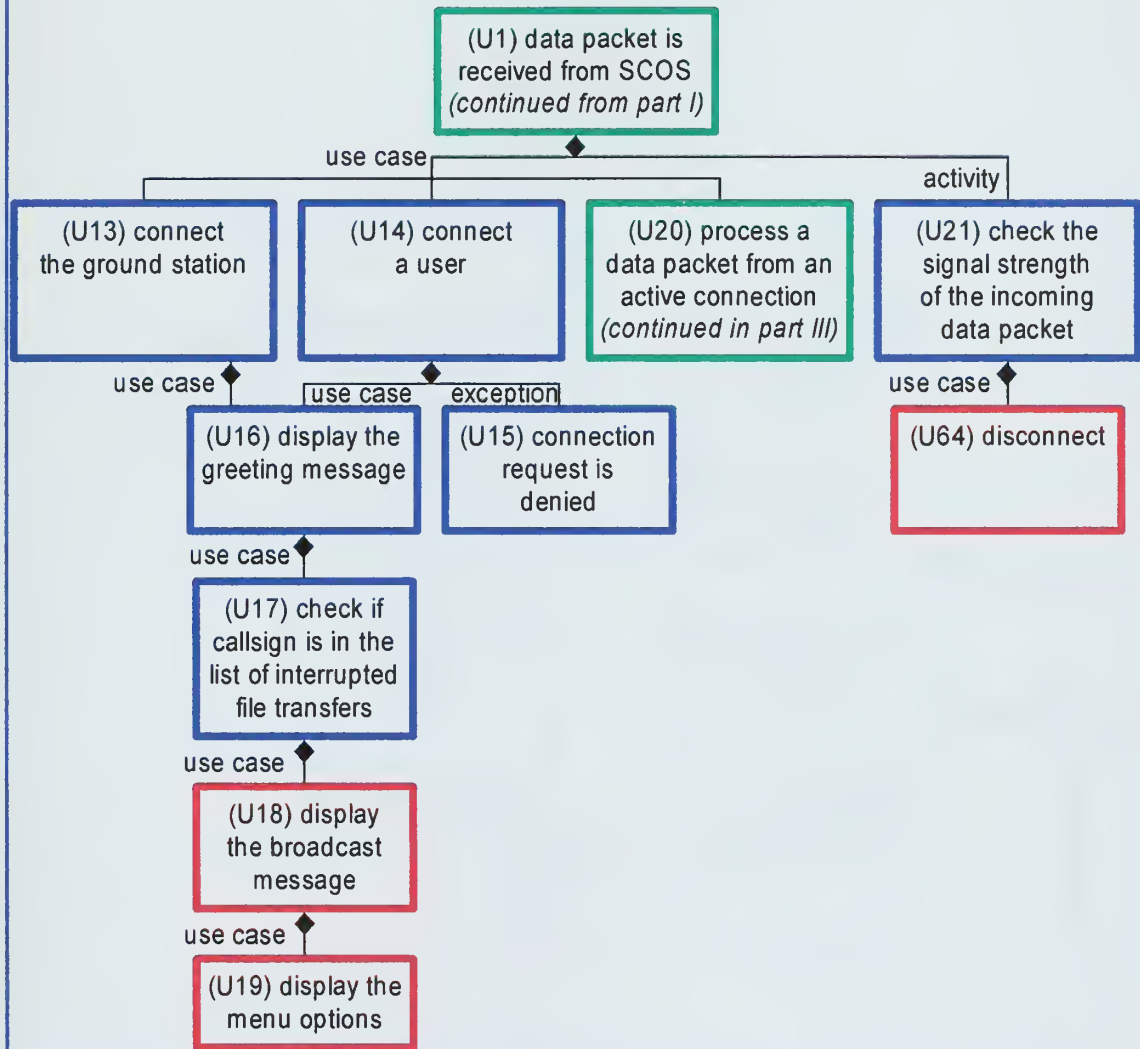 (U1) data packet is
received from SCOS
(continued from part I)
use case
activity
(U13) connect
the ground station
(U14) connect
a user
(U20) process a
data packet from an
active connection
(continued in part III)
(U21) check the
signal strength
of the incoming
data packet
use case
use case
exception
use case
(U16) display the
greeting message
(U15) connection
request is
denied
(U64) disconnect
use case
(U17) check if
callsign is in the
list of interrupted
file transfers
use case
(U18) display
the broadcast
message
use case
(U19) display the
menu options